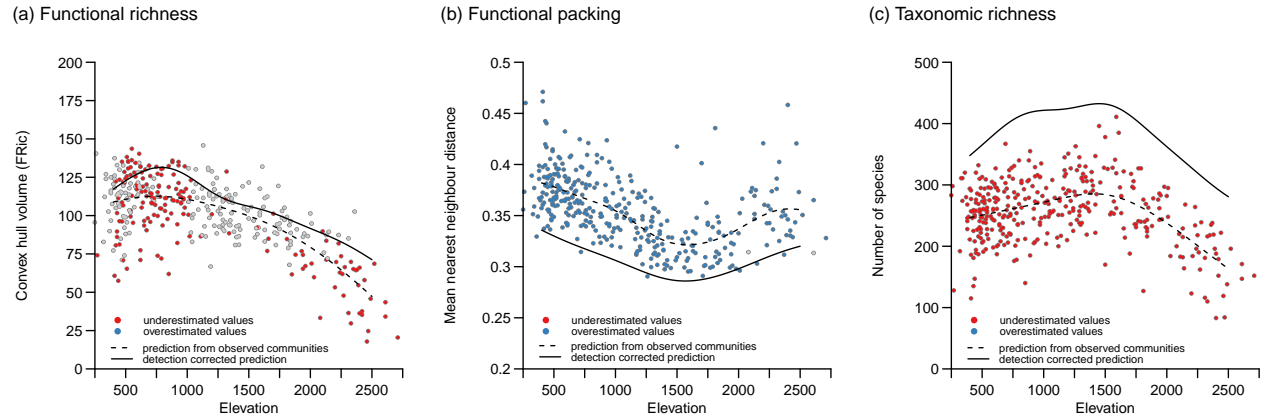 (a) Functional richness
Convex hull volume (FRic)
200
175
150
125
100
75
50
25
0
underestimated values
overestimated values
prediction from observed communities
detection corrected prediction
500
1000
1500
2000
2500
Elevation
(b) Functional packing
Mean nearest neighbour distance
0.5
0.45
0.4
0.35
0.3
0.25
0.2
underestimated values
overestimated values
prediction from observed communities
detection corrected prediction
500
1000
1500
2000
2500
Elevation
(c) Taxonomic richness
Number of species
500
400
300
200
100
0
underestimated values
overestimated values
prediction from observed communities
detection corrected prediction
500
1000
1500
2000
2500
Elevation